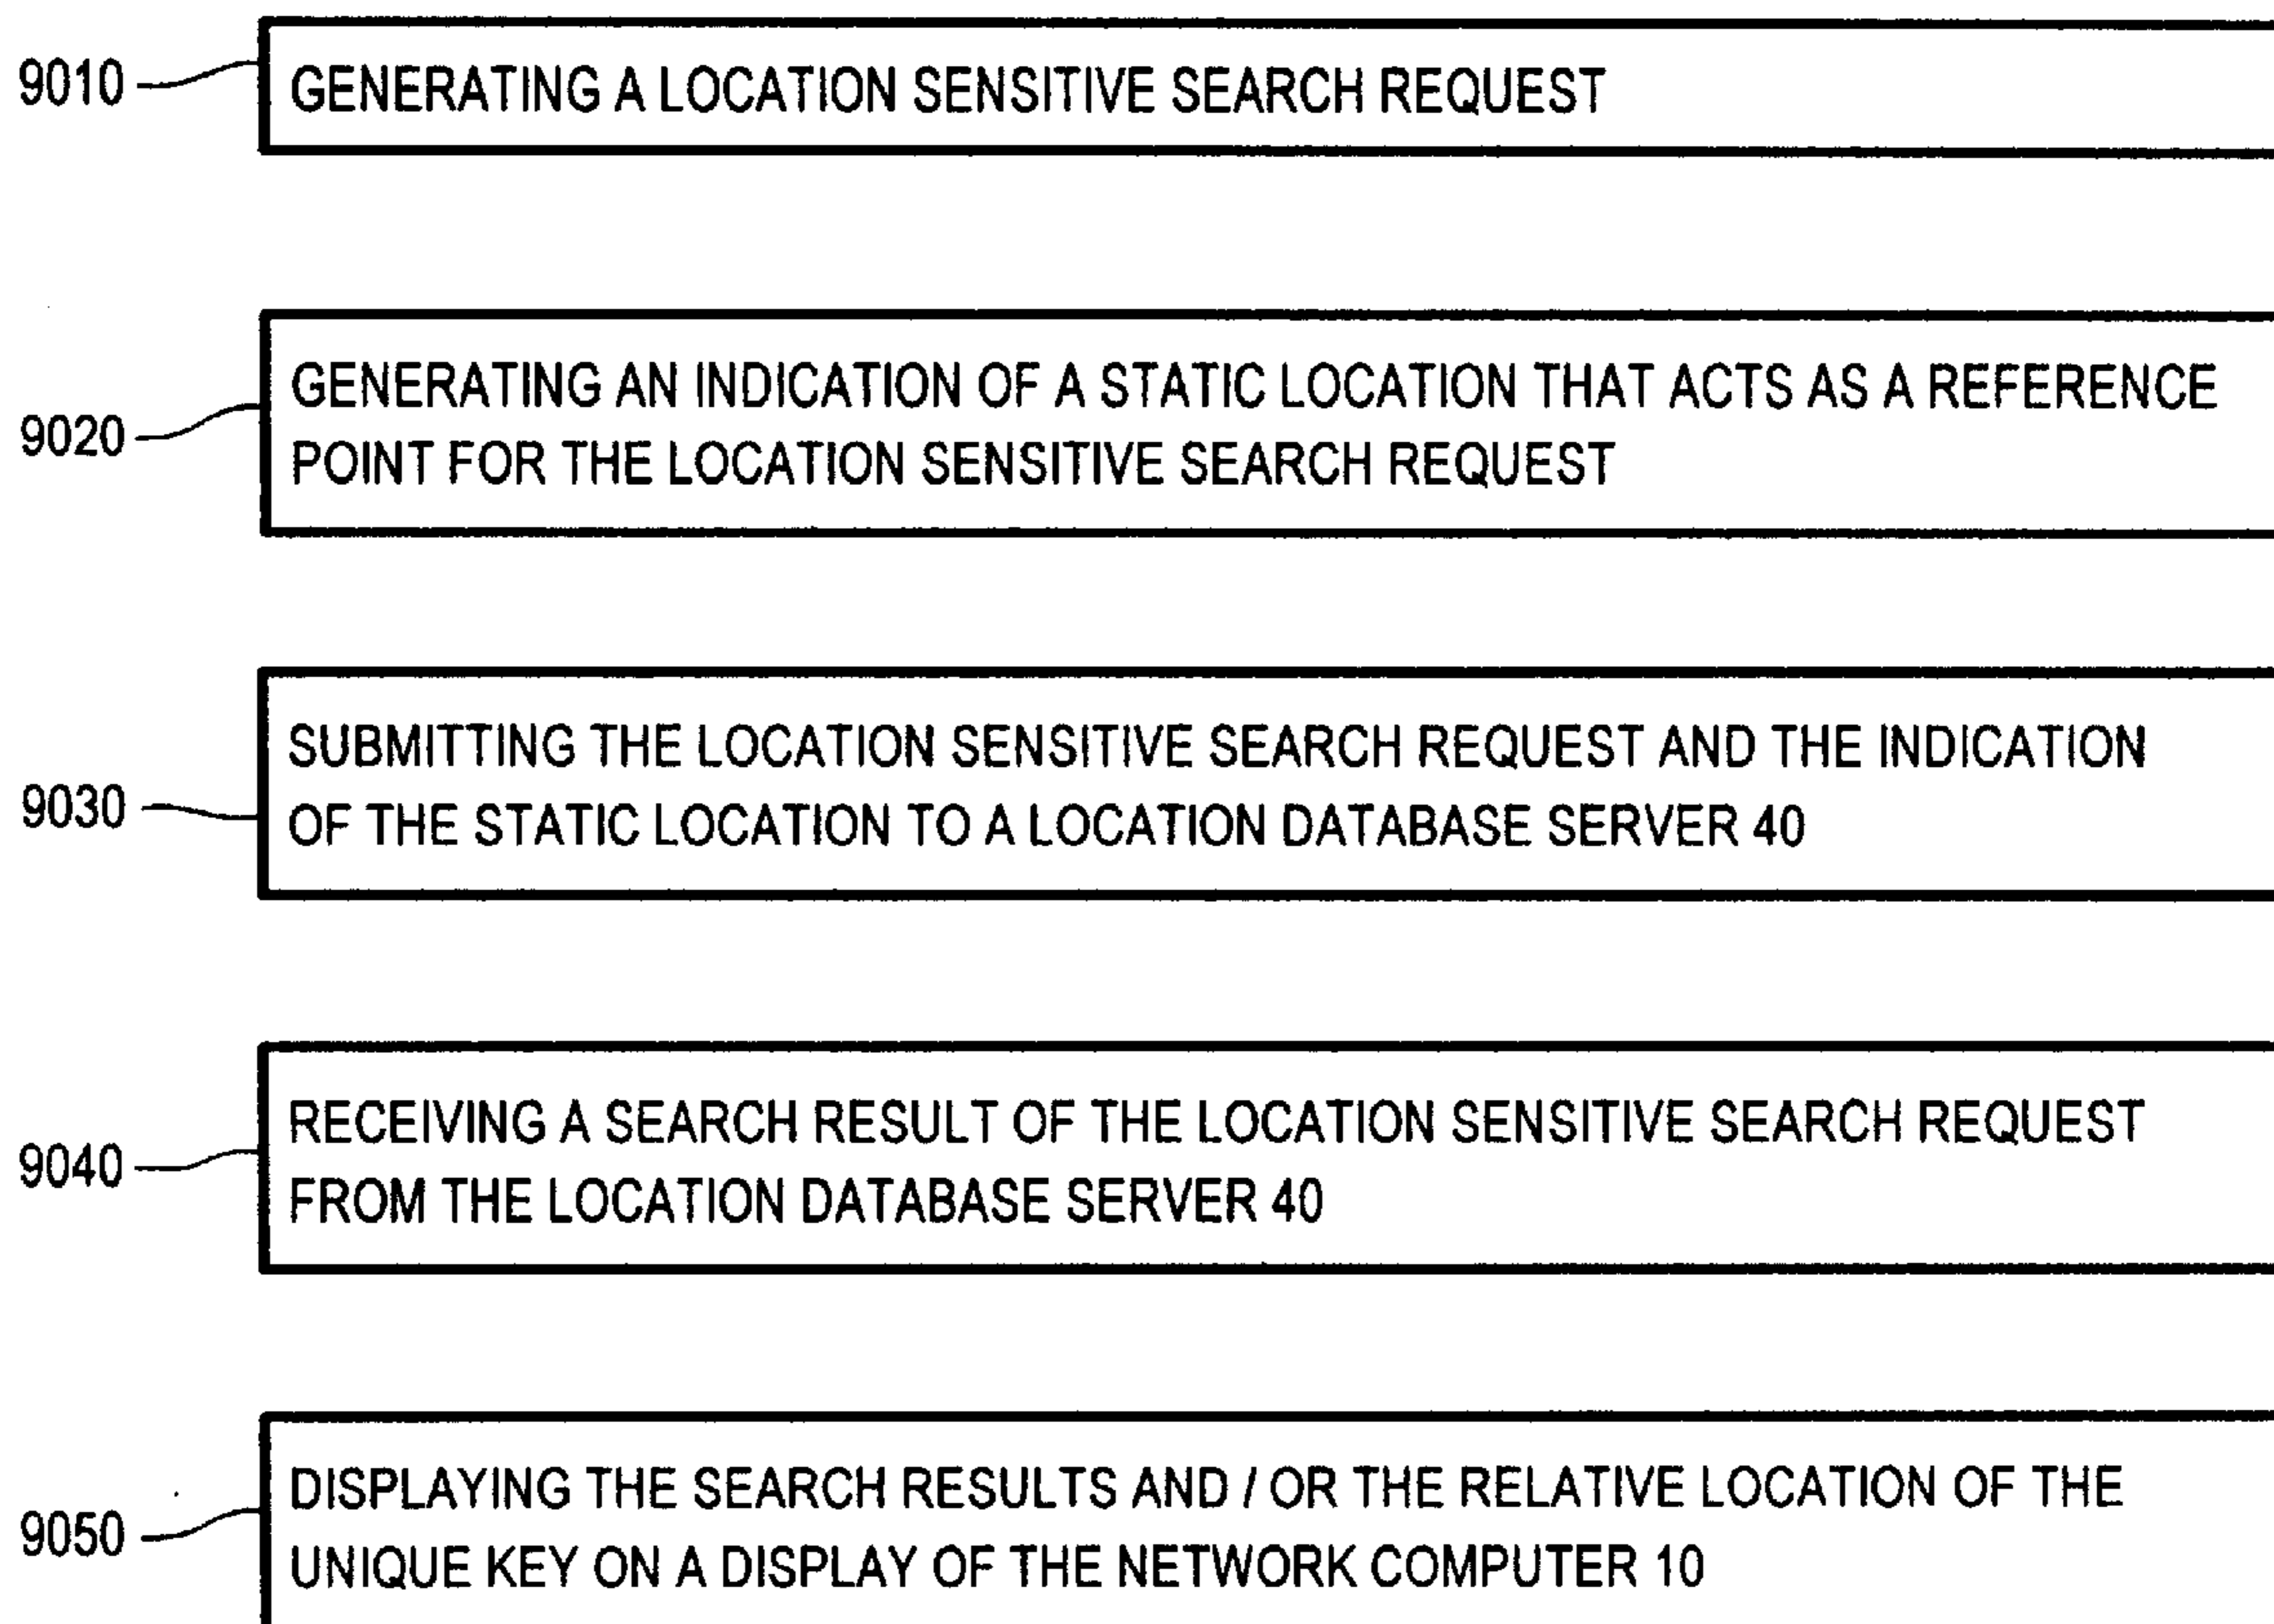 9010
GENERATING A LOCATION SENSITIVE SEARCH REQUEST
9020
GENERATING AN INDICATION OF A STATIC LOCATION THAT ACTS AS A REFERENCE
POINT FOR THE LOCATION SENSITIVE SEARCH REQUEST
9030
SUBMITTING THE LOCATION SENSITIVE SEARCH REQUEST AND THE INDICATION
OF THE STATIC LOCATION TO A LOCATION DATABASE SERVER 40
9040
RECEIVING A SEARCH RESULT OF THE LOCATION SENSITIVE SEARCH REQUEST
FROM THE LOCATION DATABASE SERVER 40
9050
DISPLAYING THE SEARCH RESULTS AND / OR THE RELATIVE LOCATION OF THE
UNIQUE KEY ON A DISPLAY OF THE NETWORK COMPUTER 10